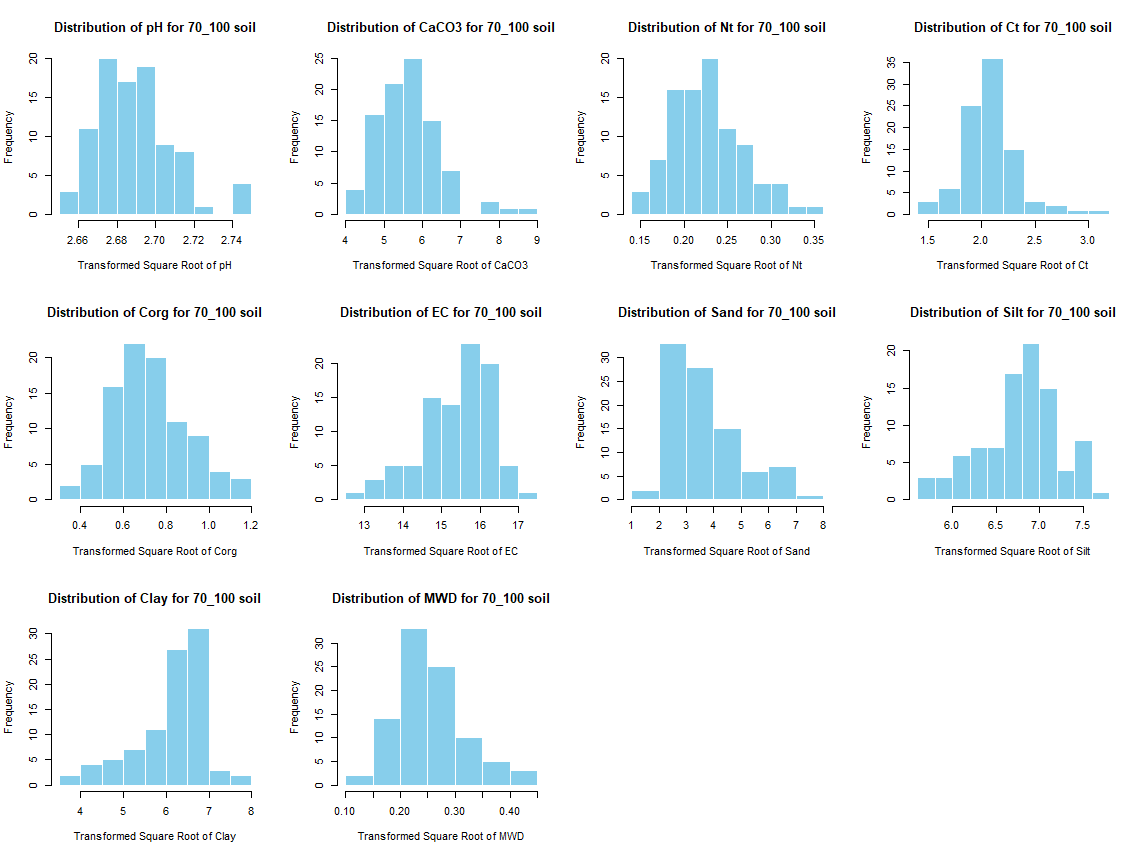 Distribution of pH for 70_100 soil
Frequency
0 5 10 15 20
2.66 2.68 2.70 2.72 2.74
Transformed Square Root of pH
Distribution of CaCO3 for 70_100 soil
Frequency
0 5 10 15 20 25
4 5 6 7 8 9
Transformed Square Root of CaCO3
Distribution of Nt for 70_100 soil
Frequency
0 5 10 15 20
0.15 0.20 0.25 0.30 0.35
Transformed Square Root of Nt
Distribution of Ct for 70_100 soil
Frequency
0 5 10 15 20 25 30 35
1.5 2.0 2.5 3.0
Transformed Square Root of Ct
Distribution of Corg for 70_100 soil
Frequency
0 5 10 15 20
0.4 0.6 0.8 1.0 1.2
Transformed Square Root of Corg
Distribution of EC for 70_100 soil
Frequency
0 5 10 15 20
13 14 15 16 17
Transformed Square Root of EC
Distribution of Sand for 70_100 soil
Frequency
0 5 10 15 20 25 30
1 2 3 4 5 6 7 8
Transformed Square Root of Sand
Distribution of Silt for 70_100 soil
Frequency
0 5 10 15 20
6.0 6.5 7.0 7.5
Transformed Square Root of Silt
Distribution of Clay for 70_100 soil
Frequency
0 5 10 15 20 25 30
4 5 6 7 8
Transformed Square Root of Clay
Distribution of MWD for 70_100 soil
Frequency
0 5 10 15 20 25 30
0.10 0.20 0.30 0.40
Transformed Square Root of MWD